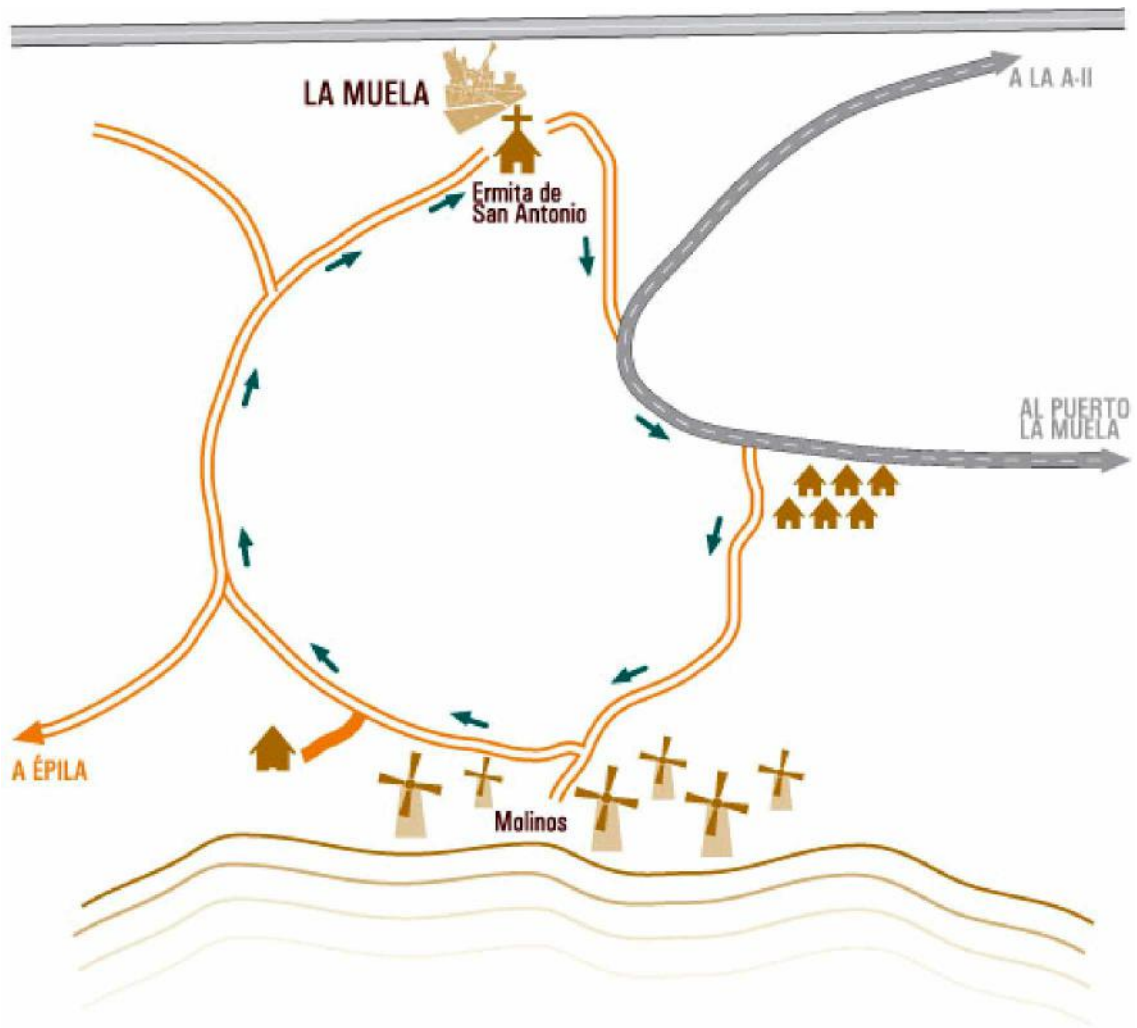 A LA A-II
LA MUELA
Ermita de
San Antonio
AL PUERTO
LA MUELA
A ÉPILA
Molinos